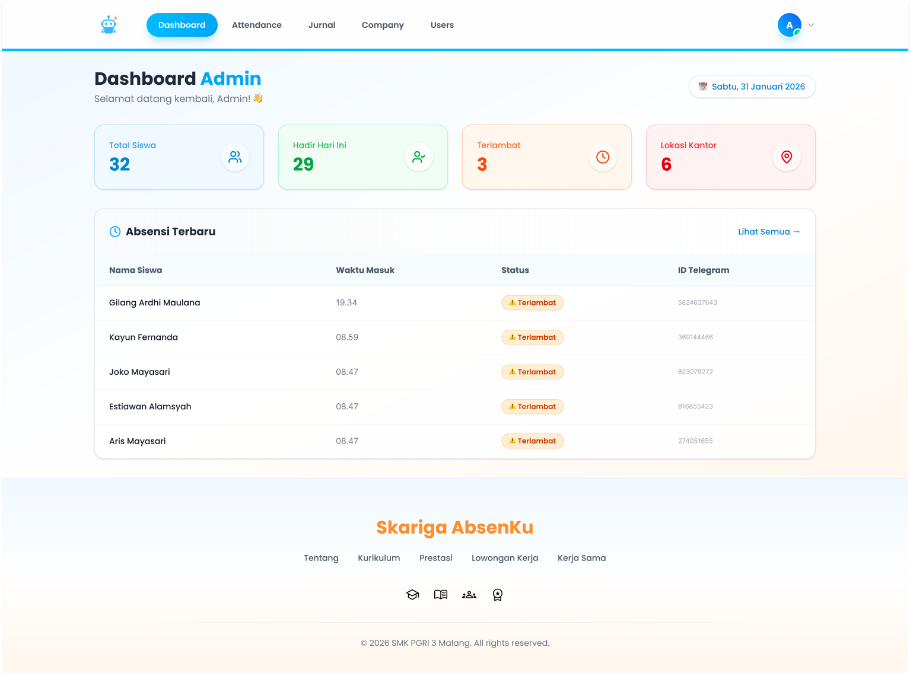 Dashboard Attendance Jurnal Company Users A
Dashboard Admin
Selamat datang kembali, Admin! 👋
Sabtu, 31 Januari 2026
Total Siswa
32
Hadir Hari Ini
29
Terlambat
3
Lokasi Kantor
6
Absensi Terbaru
Lihat Semua →
Nama Siswa Waktu Masuk Status ID Telegram
Gilang Ardhi Maulana 19.34 ⚠️ Terlambat 5824037643
Kayun Fernanda 08.59 ⚠️ Terlambat 369144466
Joko Mayasari 08.47 ⚠️ Terlambat 823078272
Estiawan Alamsyah 08.47 ⚠️ Terlambat 816855423
Aris Mayasari 08.47 ⚠️ Terlambat 274051655
Skariga AbsenKu
Tentang Kurikulum Prestasi Lowongan Kerja Kerja Sama
© 2026 SMK PGRI 3 Malang. All rights reserved.